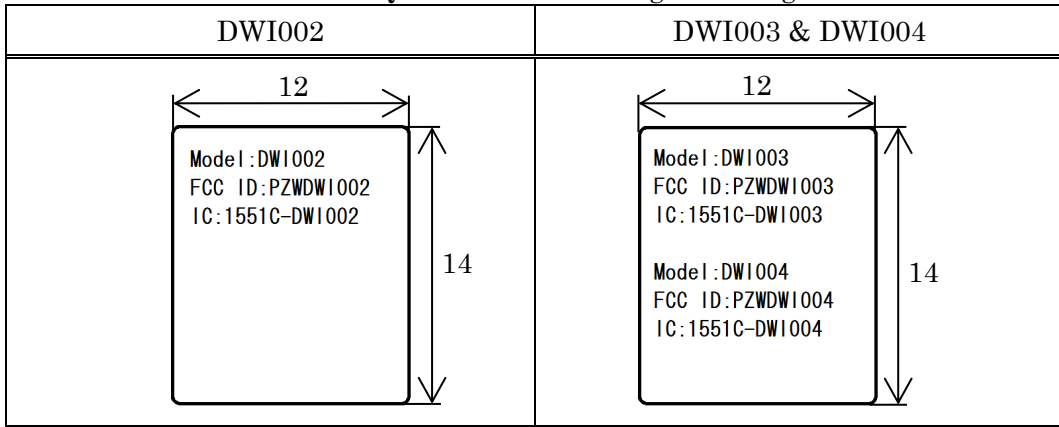 DWI002
DWI003 & DWI004
12
Model:DWI002
FCC ID:PZWDWI002
IC:1551C-DWI002
14
12
Model:DWI003
FCC ID:PZWDWI003
IC:1551C-DWI003
Model:DWI004
FCC ID:PZWDWI004
IC:1551C-DWI004
14